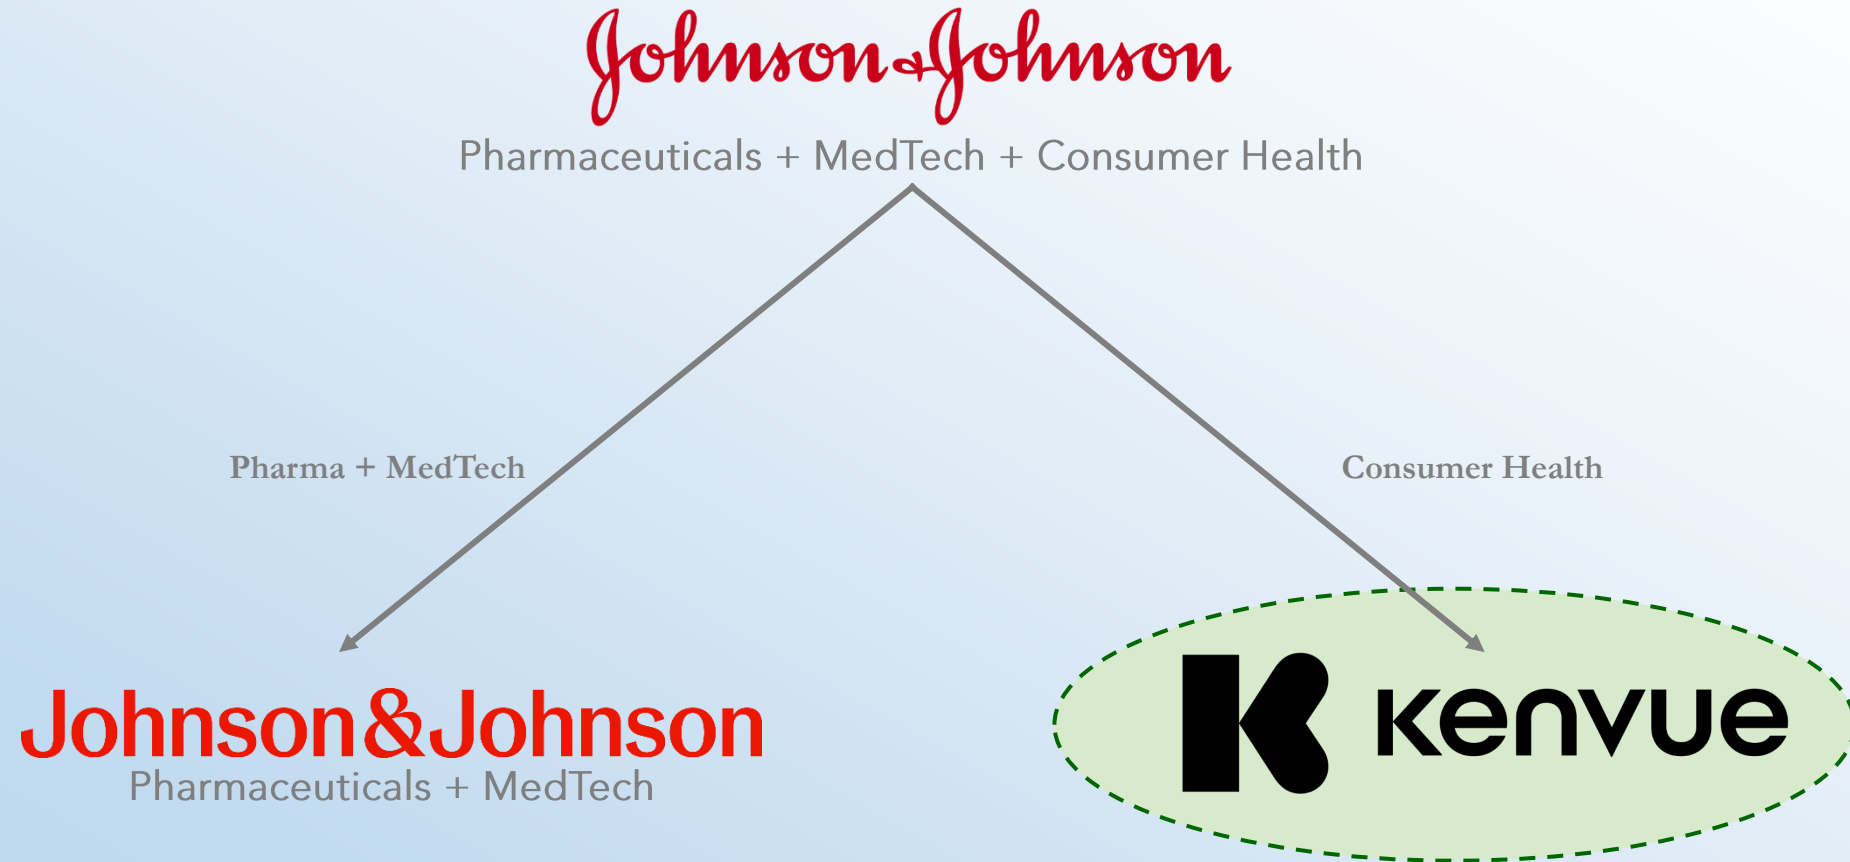 Johnson & Johnson
Pharmaceuticals + MedTech + Consumer Health
Pharma + MedTech
Consumer Health
Johnson&Johnson
Pharmaceuticals + MedTech
K kenvue